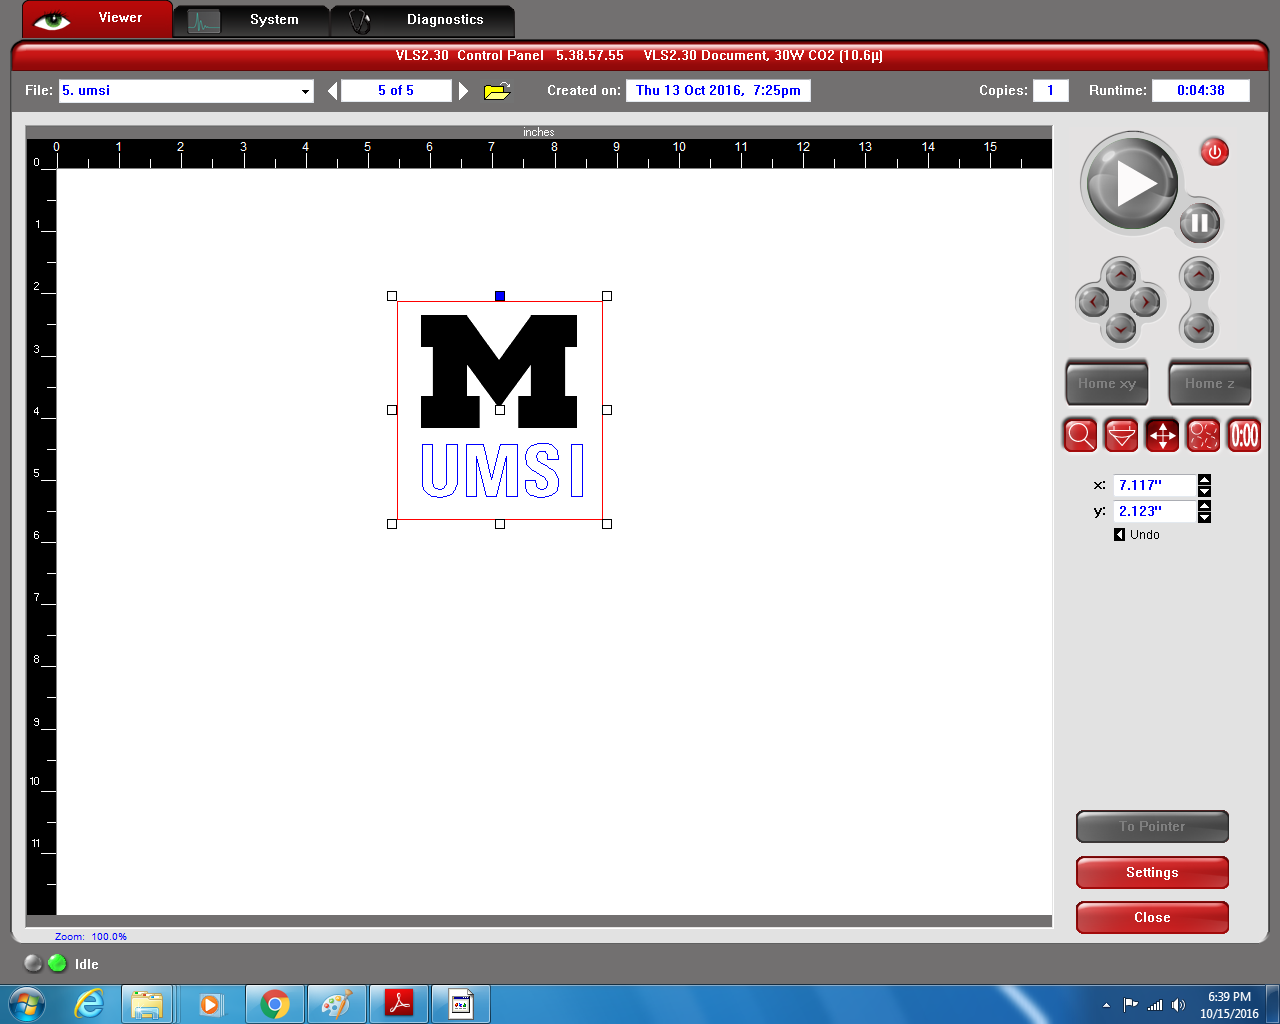 Viewer
System
Diagnostics
VLS2.30 Control Panel 5.38.57.55 VLS2.30 Document, 30W CO2 (10.6µ)
File: 5. umsi 5 of 5 Created on: Thu 13 Oct 2016, 7:25pm Copies: 1 Runtime: 0:04:38
inches
0 1 2 3 4 5 6 7 8 9 10 11 12 13 14 15
0
1
2
3
4
5
6
7
8
9
10
11
M
UMSI
Home xy Home z
0:00
x: 7.117"
y: 2.123"
Undo
To Pointer
Settings
Close
Zoom: 100.0%
Idle
6:39 PM
10/15/2016